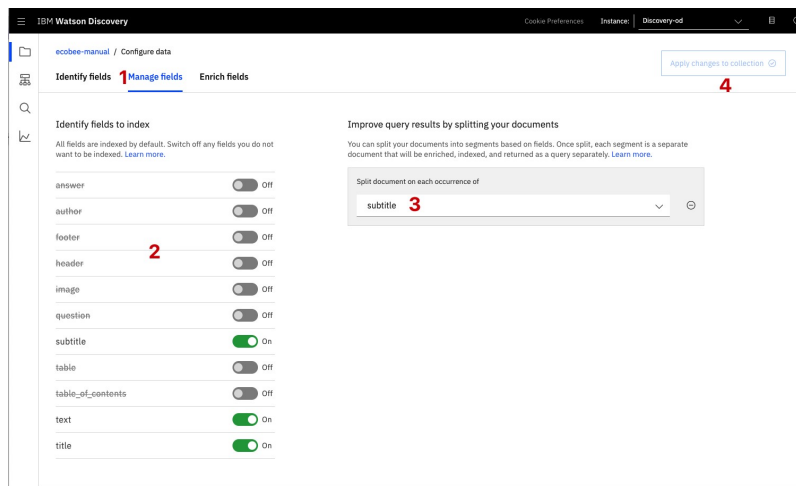 IBM Watson Discovery
Cookie Preferences
Instance:
Discovery-od
ecobee-manual / Configure data
Identify fields
1
Manage fields
Enrich fields
Apply changes to collection
4
Identify fields to index
All fields are indexed by default. Switch off any fields you do not
want to be indexed. Learn more.
answer Off
author Off
footer Off
2
header Off
image Off
question Off
subtitle On
table Off
table_of_contents Off
text On
title On
Improve query results by splitting your documents
You can split your documents into segments based on fields. Once split, each segment is a separate
document that will be enriched, indexed, and returned as a query separately. Learn more.
Split document on each occurrence of
subtitle 3